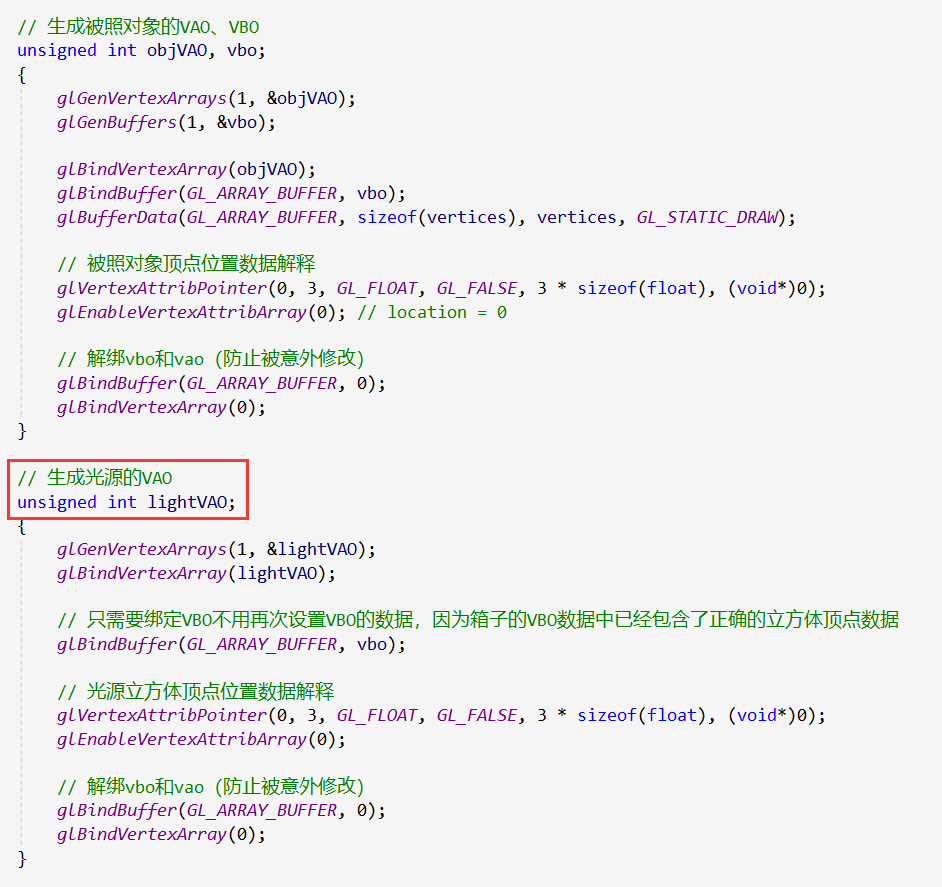 // 生成被照对象的VAO、VBO
unsigned int objVAO, vbo;
{
glGenVertexArrays(1, &objVAO);
glGenBuffers(1, &vbo);
glBindVertexArray(objVAO);
glBindBuffer(GL_ARRAY_BUFFER, vbo);
glBufferData(GL_ARRAY_BUFFER, sizeof(vertices), vertices, GL_STATIC_DRAW);
// 被照对象顶点位置数据解释
glVertexAttribPointer(0, 3, GL_FLOAT, GL_FALSE, 3 * sizeof(float), (void*)0);
glEnableVertexAttribArray(0); // location = 0
// 解绑vbo和vao（防止被意外修改）
glBindBuffer(GL_ARRAY_BUFFER, 0);
glBindVertexArray(0);
}
// 生成光源的VAO
unsigned int lightVAO;
{
glGenVertexArrays(1, &lightVAO);
glBindVertexArray(lightVAO);
// 只需要绑定VBO不用再次设置VBO的数据，因为箱子的VBO数据中已经包含了正确的立方体顶点数据
glBindBuffer(GL_ARRAY_BUFFER, vbo);
// 光源立方体顶点位置数据解释
glVertexAttribPointer(0, 3, GL_FLOAT, GL_FALSE, 3 * sizeof(float), (void*)0);
glEnableVertexAttribArray(0);
// 解绑vbo和vao（防止被意外修改）
glBindBuffer(GL_ARRAY_BUFFER, 0);
glBindVertexArray(0);
}